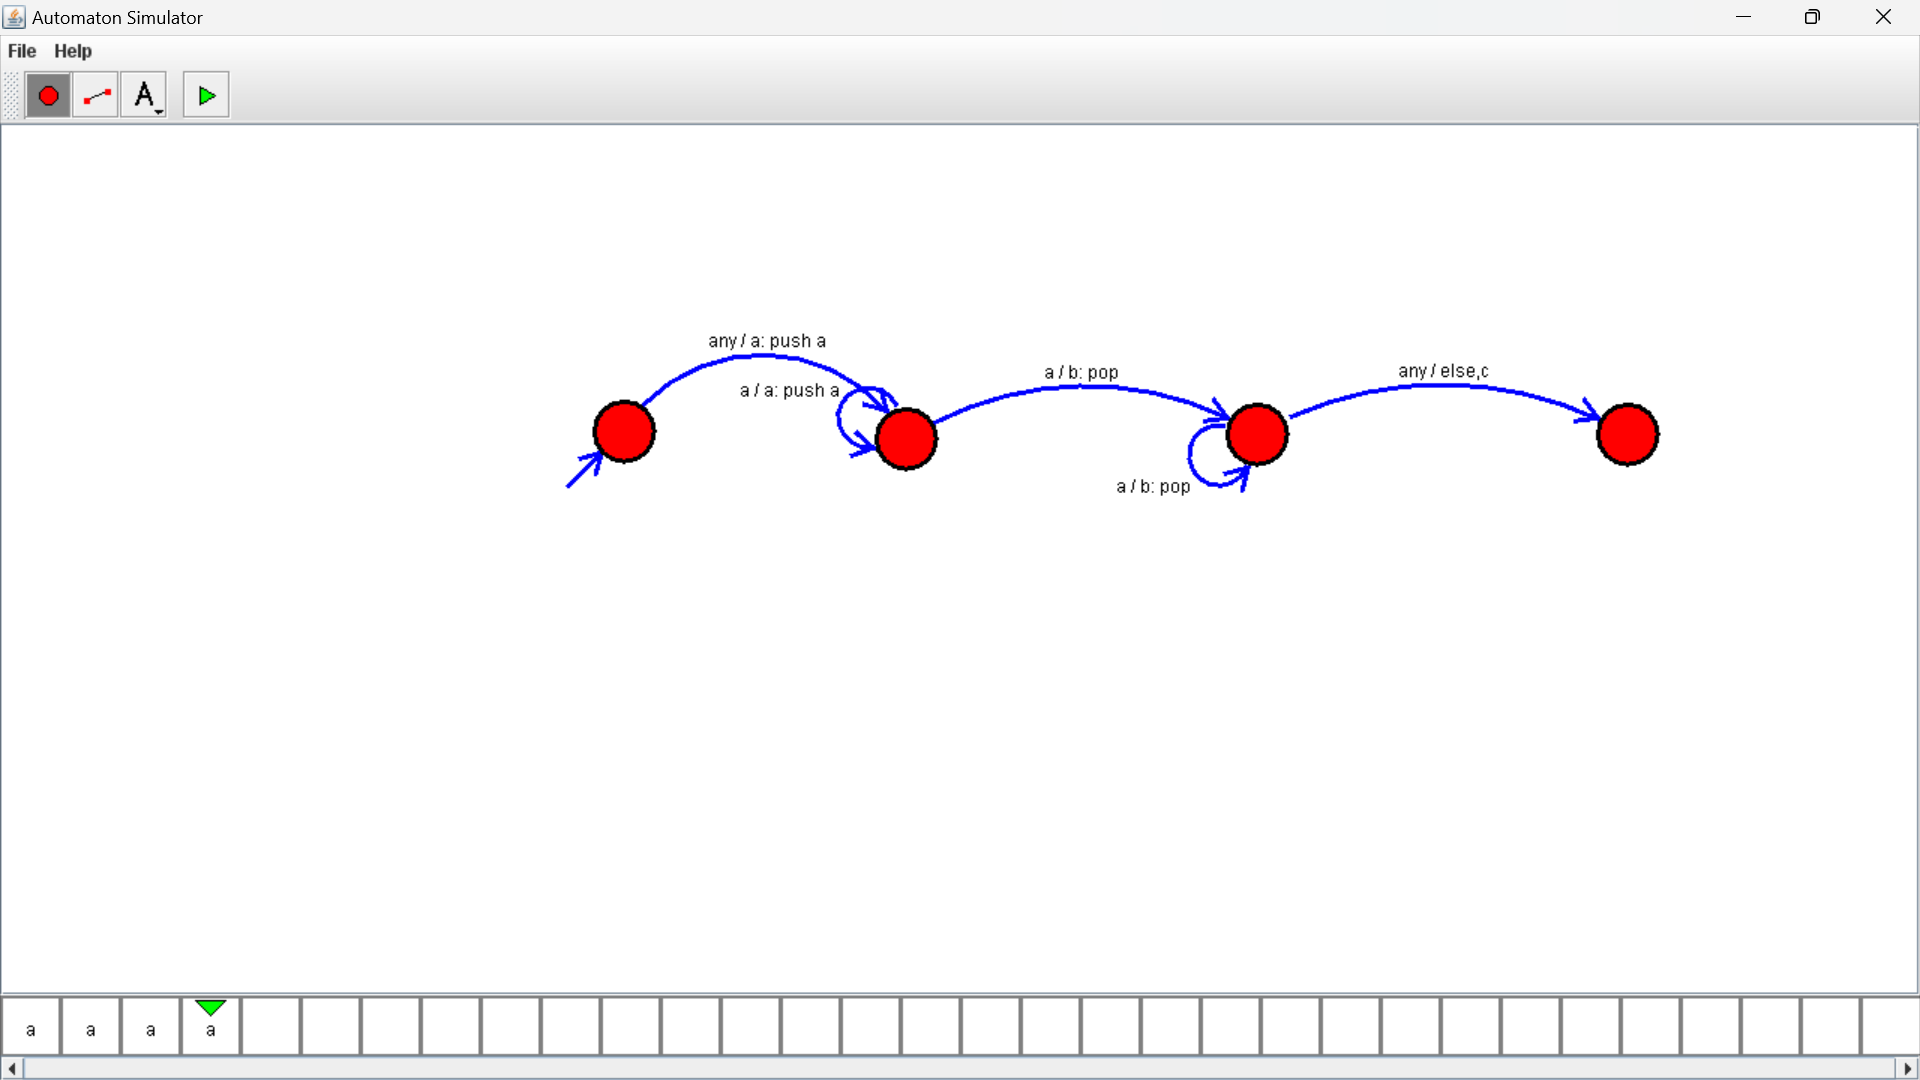 Automaton Simulator
File Help
A
any / a: push a
a / a: push a
a / b: pop
any / else,c
a / b: pop
a a a a